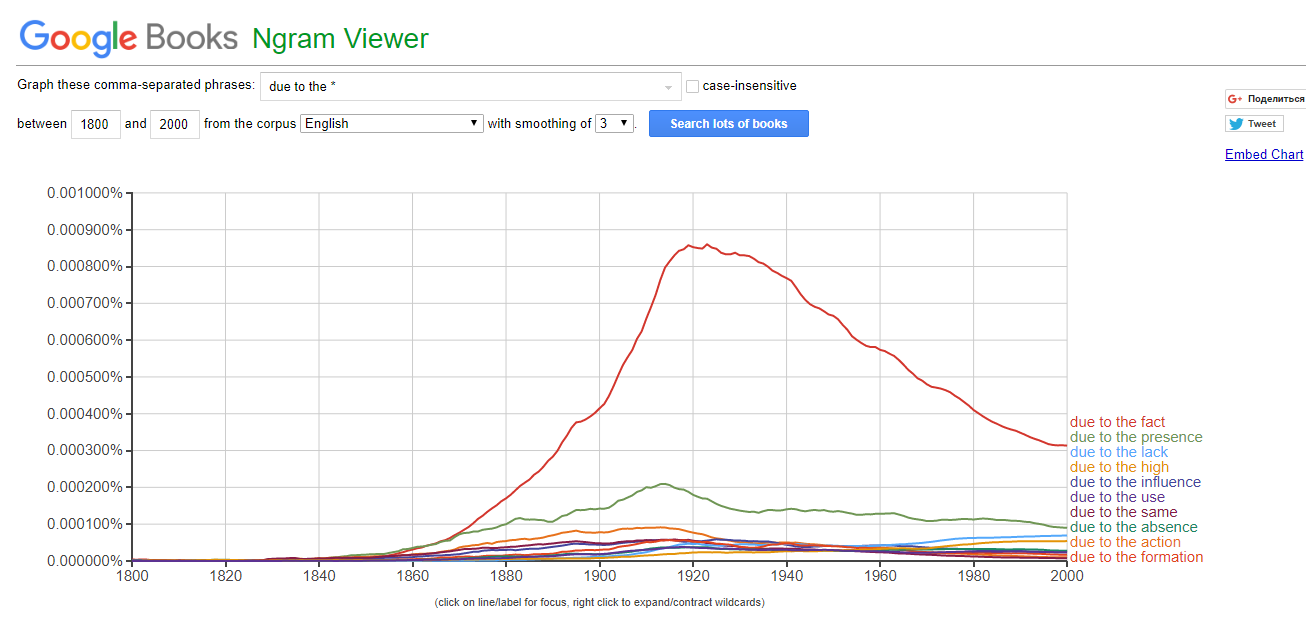 Google Books Ngram Viewer
Graph these comma-separated phrases: due to the * case-insensitive
between 1800 and 2000 from the corpus English with smoothing of 3 . Search lots of books
G+ Поделиться
Tweet
Embed Chart
0.001000%
0.000900%
0.000800%
0.000700%
0.000600%
0.000500%
0.000400%
0.000300%
0.000200%
0.000100%
0.000000%
due to the fact
due to the presence
due to the lack
due to the high
due to the influence
due to the use
due to the same
due to the absence
due to the action
due to the formation
1800 1820 1840 1860 1880 1900 1920 1940 1960 1980 2000
(click on line/label for focus, right click to expand/contract wildcards)